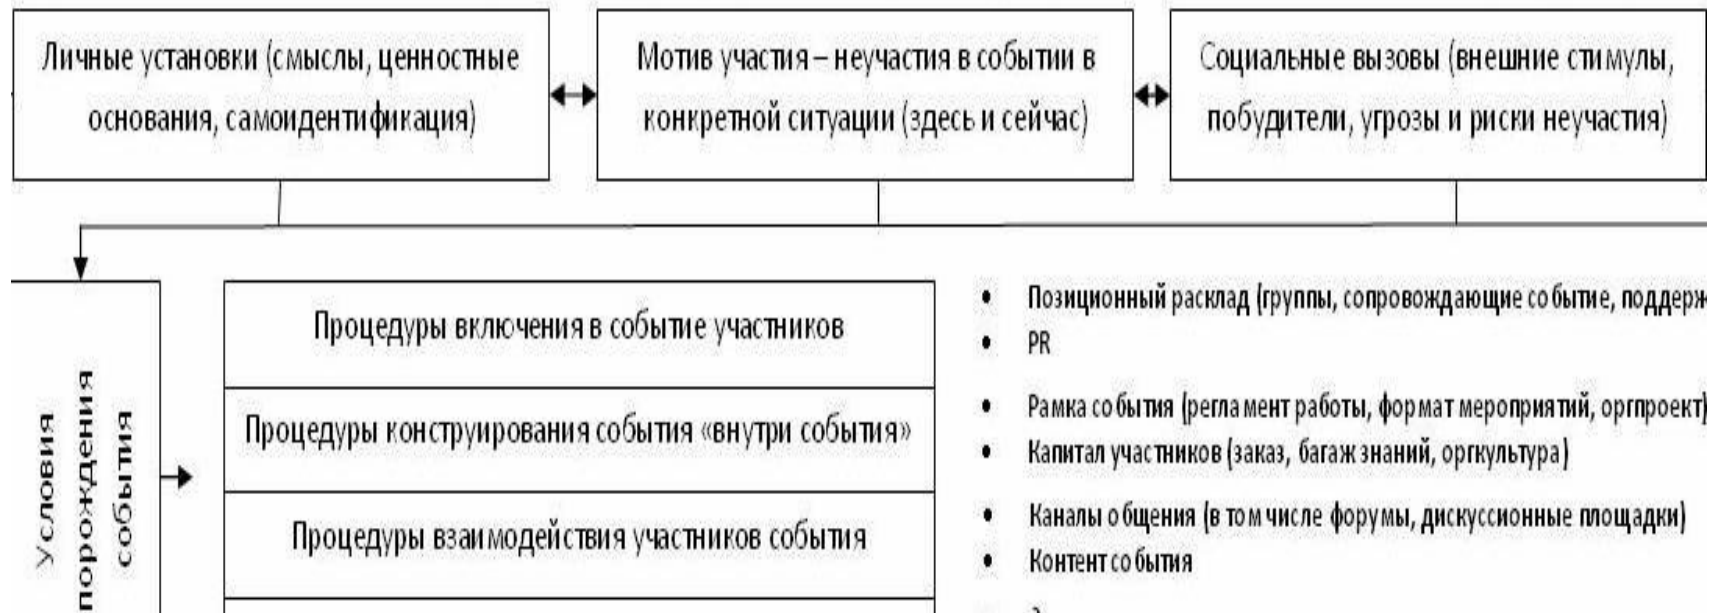 Личные установки (смыслы, ценностные
основания, самоидентификация)
Мотив участия – неучастия в событии в
конкретной ситуации (здесь и сейчас)
Социальные вызовы (внешние стимулы,
побудители, угрозы и риски неучастия)
Условия
порождения
события
Процедуры включения в событие участников
Процедуры конструирования события «внутри события»
Процедуры взаимодействия участников события
• Позиционный расклад (группы, сопровождающие событие, поддерж
• PR
• Рамка события (регламент работы, формат мероприятий, оргпроект)
• Капитал участников (заказ, багаж знаний, оргкультура)
• Каналы общения (в том числе форумы, дискуссионные площадки)
• Контент события